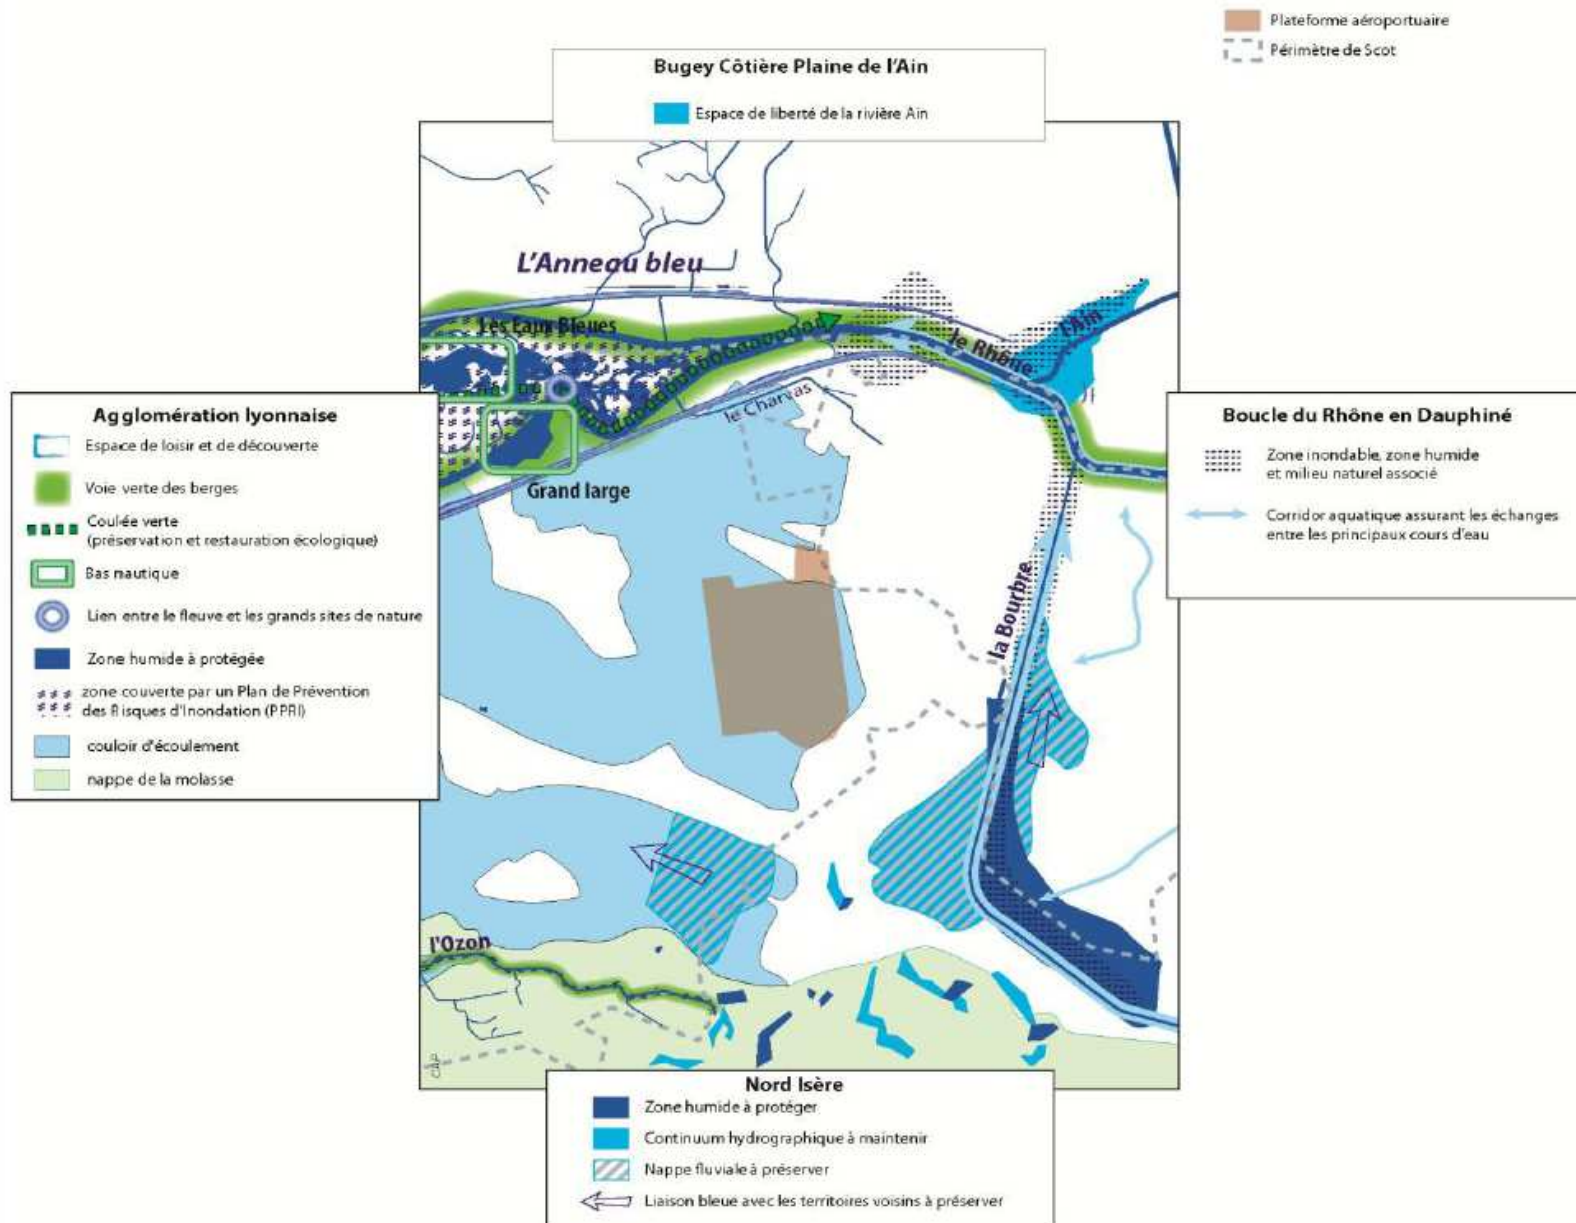 Plateforme aéroportuaire
Périmètre de Scot
Bugey Côtière Plaine de l'Ain
Espace de liberté de la rivière Ain
L'Anneau bleu
Les Eaux Bleues
l'Ain
le Rhône
le Charvas
Grand large
la Bourbre
l'Ozon
Agglomération lyonnaise
Espace de loisir et de découverte
Voie verte des berges
Coulée verte
(préservation et restauration écologique)
Bas nautique
Lien entre le fleuve et les grands sites de nature
Zone humide à protégée
zone couverte par un Plan de Prévention
des Risques d'Inondation (PPRI)
couloir d'écoulement
nappe de la molasse
Boucle du Rhône en Dauphiné
Zone inondable, zone humide
et milieu naturel associé
Corridor aquatique assurant les échanges
entre les principaux cours d'eau
Nord Isère
Zone humide à protéger
Continuum hydrographique à maintenir
Nappe fluviale à préserver
Liaison bleue avec les territoires voisins à préserver